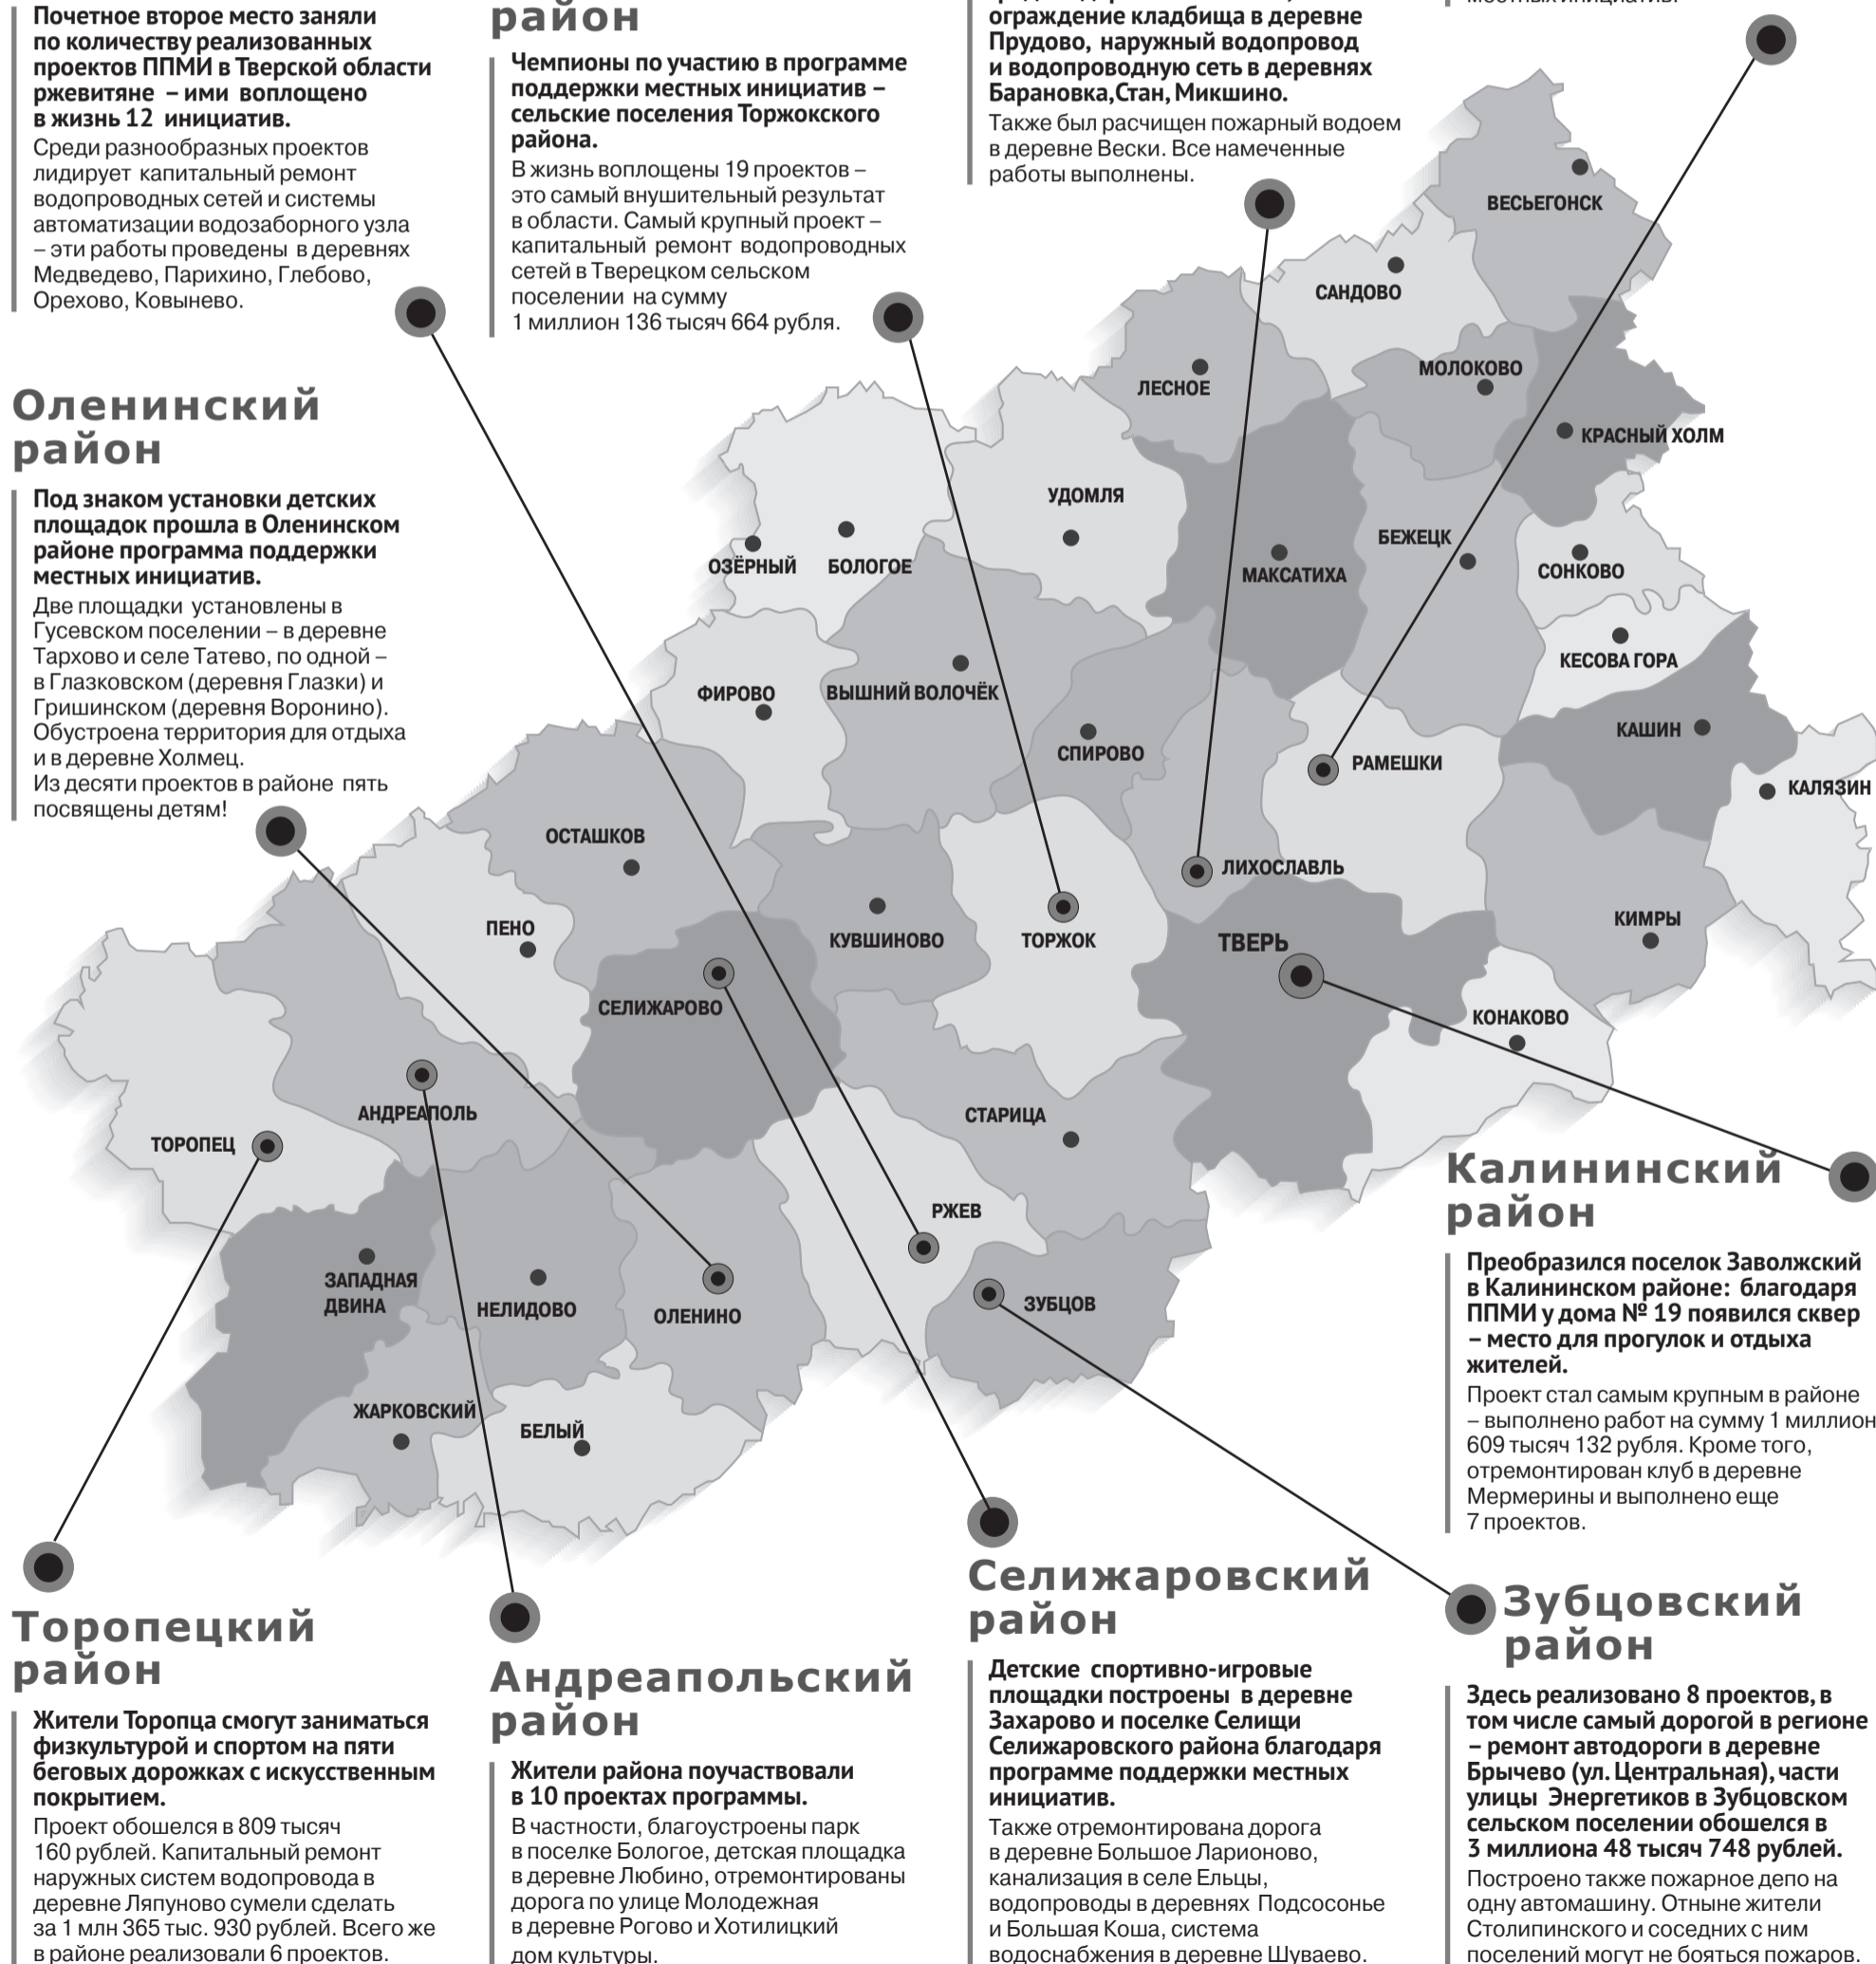 Почетное второе место заняли
по количеству реализованных
проектов ППМИ в Тверской области
ржевитяне – ими воплощено
в жизнь 12 инициатив.
Среди разнообразных проектов
лидирует капитальный ремонт
водопроводных сетей и системы
автоматизации водозаборного узла
– эти работы проведены в деревнях
Медведево, Парихино, Глебово,
Орехово, Ковынево.
район
Чемпионы по участию в программе
поддержки местных инициатив –
сельские поселения Торжокского
района.
В жизнь воплощены 19 проектов –
это самый внушительный результат
в области. Самый крупный проект –
капитальный ремонт водопроводных
сетей в Тверецком сельском
поселении на сумму
1 миллион 136 тысяч 664 рубля.
ограждение кладбища в деревне
Прудово, наружный водопровод
и водопроводную сеть в деревнях
Барановка,Стан, Микшино.
Также был расчищен пожарный водоем
в деревне Вески. Все намеченные
работы выполнены.
Оленинский
район
Под знаком установки детских
площадок прошла в Оленинском
районе программа поддержки
местных инициатив.
Две площадки установлены в
Гусевском поселении – в деревне
Тархово и селе Татево, по одной –
в Глазковском (деревня Глазки) и
Гришинском (деревня Воронино).
Обустроена территория для отдыха
и в деревне Холмец.
Из десяти проектов в районе пять
посвящены детям!
ВЕСЬЕГОНСК
САНДОВО
МОЛОКОВО
ЛЕСНОЕ
КРАСНЫЙ ХОЛМ
УДОМЛЯ
БЕЖЕЦК
ОЗЁРНЫЙ
БОЛОГОЕ
МАКСАТИХА
СОНКОВО
КЕСОВА ГОРА
ФИРОВО
ВЫШНИЙ ВОЛОЧЁК
КАШИН
СПИРОВО
РАМЕШКИ
КАЛЯЗИН
ОСТАШКОВ
ЛИХОСЛАВЛЬ
ПЕНО
КУВШИНОВО
ТОРЖОК
ТВЕРЬ
КИМРЫ
СЕЛИЖАРОВО
КОНАКОВО
АНДРЕАПОЛЬ
СТАРИЦА
ТОРОПЕЦ
РЖЕВ
ЗАПАДНАЯ
ДВИНА
НЕЛИДОВО
ОЛЕНИНО
ЗУБЦОВ
ЖАРКОВСКИЙ
БЕЛЫЙ
Калининский
район
Преобразился поселок Заволжский
в Калининском районе: благодаря
ППМИ у дома № 19 появился сквер
– место для прогулок и отдыха
жителей.
Проект стал самым крупным в районе
– выполнено работ на сумму 1 миллион
609 тысяч 132 рубля. Кроме того,
отремонтирован клуб в деревне
Мермерины и выполнено еще
7 проектов.
Торопецкий
район
Жители Торопца смогут заниматься
физкультурой и спортом на пяти
беговых дорожках с искусственным
покрытием.
Проект обошелся в 809 тысяч
160 рублей. Капитальный ремонт
наружных систем водопровода в
деревне Ляпуново сумели сделать
за 1 млн 365 тыс. 930 рублей. Всего же
в районе реализовали 6 проектов.
Андреапольский
район
Жители района поучаствовали
в 10 проектах программы.
В частности, благоустроены парк
в поселке Бологое, детская площадка
в деревне Любино, отремонтированы
дорога по улице Молодежная
в деревне Рогово и Хотилицкий
дом культуры.
Селижаровский
район
Детские спортивно-игровые
площадки построены в деревне
Захарово и поселке Селищи
Селижаровского района благодаря
программе поддержки местных
инициатив.
Также отремонтирована дорога
в деревне Большое Ларионово,
канализация в селе Ельцы,
водопроводы в деревнях Подсосонье
и Большая Коша, система
водоснабжения в деревне Шуваево.
Зубцовский
район
Здесь реализовано 8 проектов, в
том числе самый дорогой в регионе
– ремонт автодороги в деревне
Брычево (ул. Центральная), части
улицы Энергетиков в Зубцовском
сельском поселении обошелся в
3 миллиона 48 тысяч 748 рублей.
Построено также пожарное депо на
одну автомашину. Отныне жители
Столипинского и соседних с ним
поселений могут не бояться пожаров.